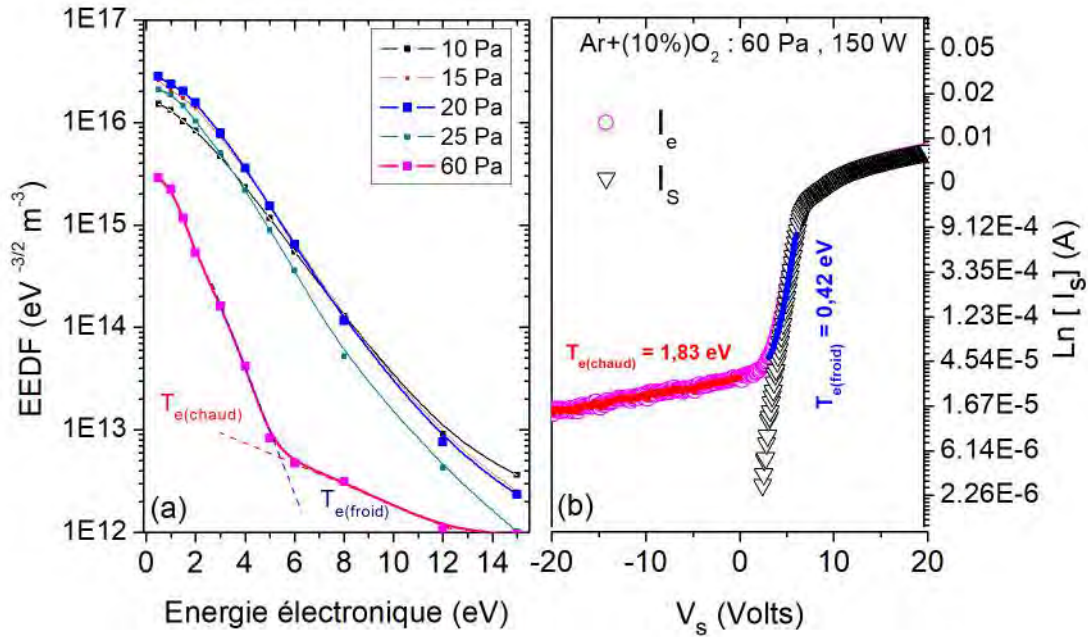 10 Pa
15 Pa
20 Pa
25 Pa
60 Pa
1E18
1E17
1E16
1E15
1E14
1E13
1E12
EEDF (eV -3/2 m-3)
Te(chaud)
Te(froid)
(a)
0 2 4 6 8 10 12 14
Energie électronique (eV)
Ar+(10%)O2 : 60 Pa , 150 W
Ie
IS
Te(chaud) = 1,83 eV
Te(froid) = 0,42 eV
(b)
0.05
0.02
0.01
0
9.12E-4
3.35E-4
1.23E-4
4.54E-5
1.67E-5
6.14E-6
2.26E-6
Ln [ Is] (A)
-20 -10 0 10 20
Vs (Volts)